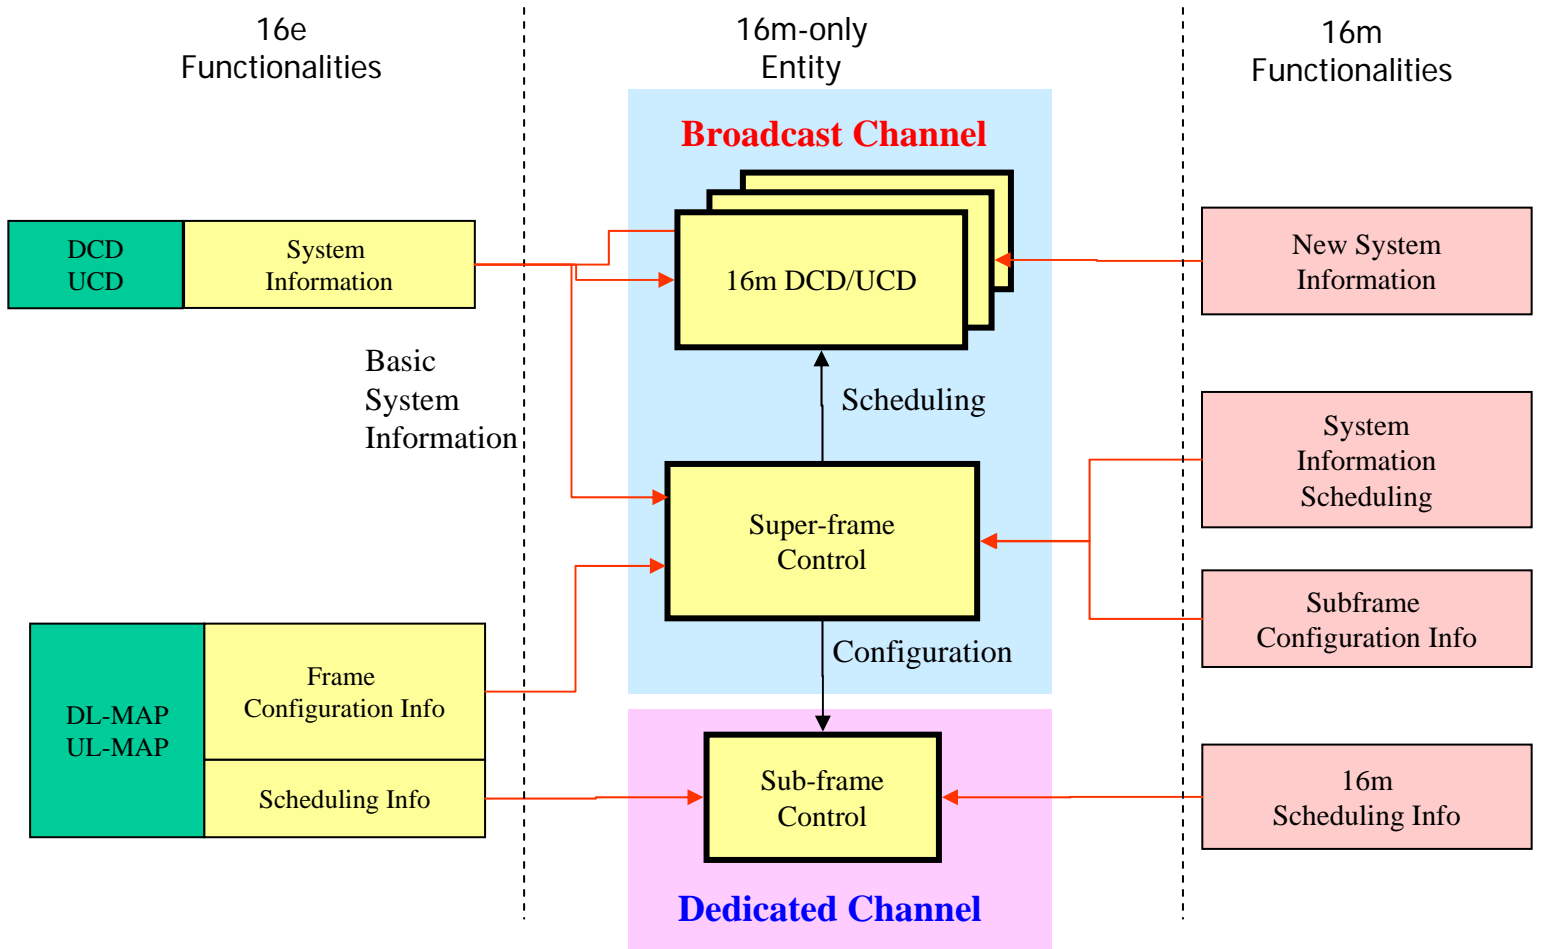 16e
Functionalities
16m-only
Entity
16m
Functionalities
Broadcast Channel
DCD
UCD
System
Information
16m DCD/UCD
New System
Information
Basic
System
Information
Scheduling
System
Information
Scheduling
Super-frame
Control
Subframe
Configuration Info
Configuration
DL-MAP
UL-MAP
Frame
Configuration Info
Scheduling Info
Sub-frame
Control
16m
Scheduling Info
Dedicated Channel